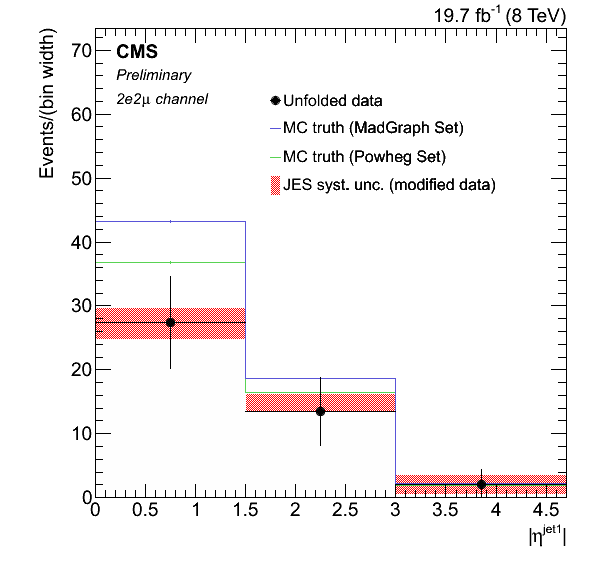 19.7 fb⁻¹ (8 TeV)
Events/(bin width)
CMS
Preliminary
2e2μ channel
Unfolded data
MC truth (MadGraph Set)
MC truth (Powheg Set)
JES syst. unc. (modified data)
70
60
50
40
30
20
10
0
0 0.5 1 1.5 2 2.5 3 3.5 4 4.5
|η^jet1|